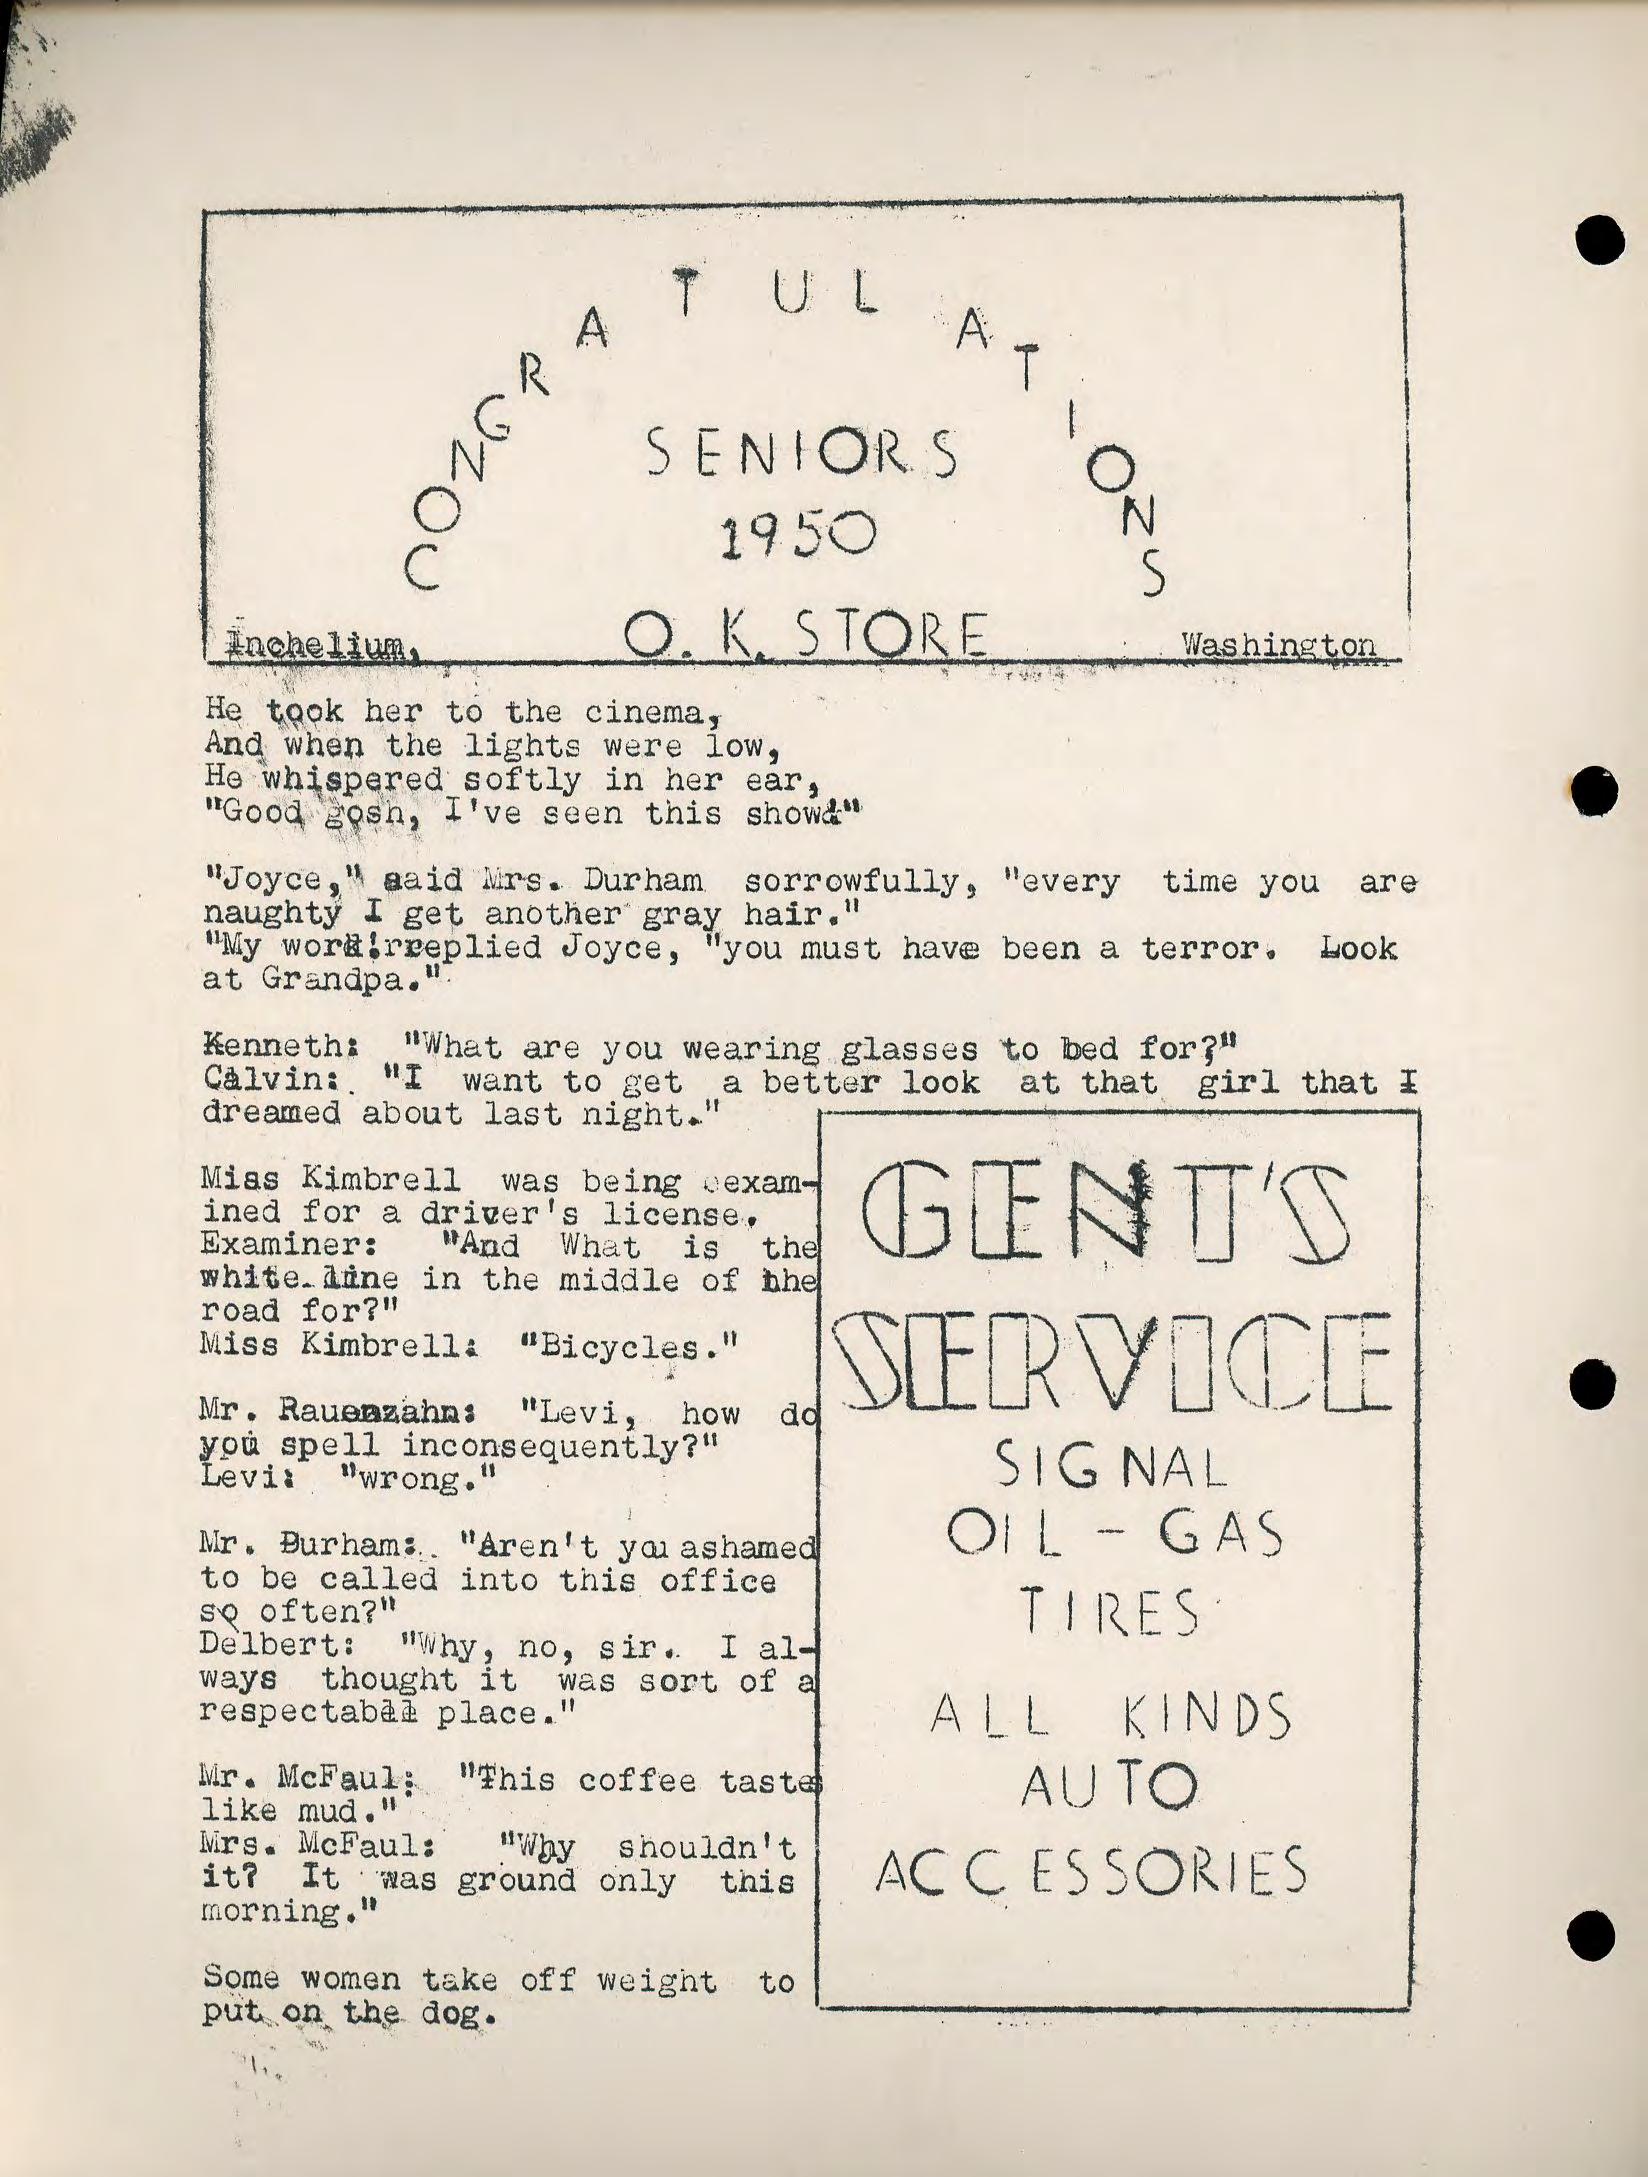 CONGRATULATIONS
SENIORS
1950
Inchelium, O. K. STORE Washington
He took her to the cinema,
And when the lights were low,
He whispered softly in her ear,
"Good gosh, I've seen this show!"
"Joyce," said Mrs. Durham sorrowfully, "every time you are
naughty I get another gray hair."
"My word!rreplied Joyce, "you must have been a terror. Look
at Grandpa."
Kenneth: "What are you wearing glasses to bed for?"
Calvin: "I want to get a better look at that girl that I
dreamed about last night."
Miss Kimbrell was being exam-
ined for a driver's license.
Examiner: "And What is the
white line in the middle of the
road for?"
Miss Kimbrell: "Bicycles."
Mr. Rauenzahn: "Levi, how do
you spell inconsequently?"
Levi: "wrong."
Mr. Durham: "Aren't you ashamed
to be called into this office
so often?"
Delbert: "Why, no, sir. I al-
ways thought it was sort of a
respectabll place."
Mr. McFaul: "This coffee tastes
like mud."
Mrs. McFaul: "Why shouldn't
it? It was ground only this
morning."
Some women take off weight to
put on the dog.
GENT'S
SERVICE
SIGNAL
OIL - GAS
TIRES
ALL KINDS
AUTO
ACCESSORIES